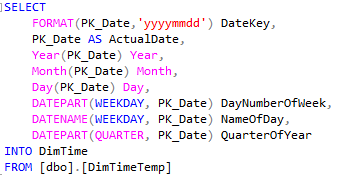 SELECT
FORMAT(PK_Date,'yyyymmdd') DateKey,
PK_Date AS ActualDate,
Year(PK_Date) Year,
Month(PK_Date) Month,
Day(PK_Date) Day,
DATEPART(WEEKDAY, PK_Date) DayNumberOfWeek,
DATENAME(WEEKDAY, PK_Date) NameOfDay,
DATEPART(QUARTER, PK_Date) QuarterOfYear
INTO DimTime
FROM [dbo].[DimTimeTemp]